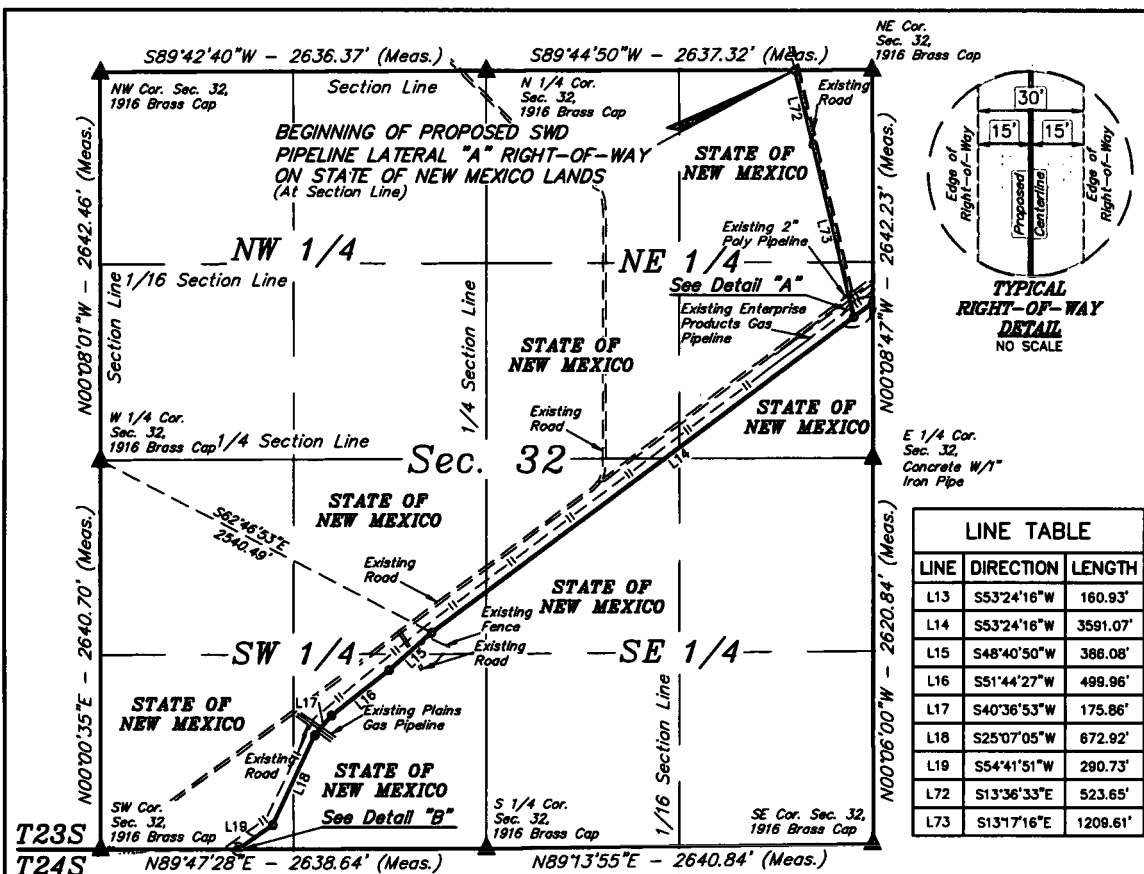 S89°42'40"W - 2636.37' (Meas.)
S89°44'50"W - 2637.32' (Meas.)
NE Cor.
Sec. 32,
1916 Brass Cap
NW Cor. Sec. 32,
1916 Brass Cap
Section Line
N 1/4 Cor.
Sec. 32,
1916 Brass Cap
Existing
Road
L72
BEGINNING OF PROPOSED SWD
PIPELINE LATERAL "A" RIGHT-OF-WAY
ON STATE OF NEW MEXICO LANDS
(At Section Line)
STATE OF
NEW MEXICO
30'
15'
15'
Edge of
Right-of-Way
Proposed
Centerline
Edge of
Right-of-Way
TYPICAL
RIGHT-OF-WAY
DETAIL
NO SCALE
N00°08'01"W - 2642.46' (Meas.)
Section Line
NW 1/4
1/16 Section Line
1/4 Section Line
L73
Existing 2"
Poly Pipeline
NE 1/4
See Detail "A"
Existing Enterprise
Products Gas
Pipeline
N00°08'47"W - 2642.23' (Meas.)
STATE OF
NEW MEXICO
STATE OF
NEW MEXICO
Existing
Road
W 1/4 Cor.
Sec. 32,
1916 Brass Cap
1/4 Section Line
Sec. 32
L14
E 1/4 Cor.
Sec. 32,
Concrete W/1"
Iron Pipe
S62°46'53"E
2540.49'
STATE OF
NEW MEXICO
Existing
Road
STATE OF
NEW MEXICO
Existing
Fence
Existing
Road
N00°00'35"E - 2640.70' (Meas.)
SW 1/4
L15
L16
SE 1/4
N00°06'00"W - 2620.84' (Meas.)
STATE OF
NEW MEXICO
L17
Existing Plains
Gas Pipeline
Existing
Road
L18
STATE OF
NEW MEXICO
1/16 Section Line
SW Cor.
Sec. 32,
1916 Brass Cap
L19
See Detail "B"
S 1/4 Cor.
Sec. 32,
1916 Brass Cap
SE Cor. Sec. 32,
1916 Brass Cap
T23S
T24S
N89°47'28"E - 2638.64' (Meas.)
N89°13'55"E - 2640.84' (Meas.)
LINE TABLE
LINE DIRECTION LENGTH
L13 S53°24'16"W 160.93'
L14 S53°24'16"W 3591.07'
L15 S48°40'50"W 386.08'
L16 S51°44'27"W 499.96'
L17 S40°36'53"W 175.86'
L18 S25°07'05"W 672.92'
L19 S54°41'51"W 290.73'
L72 S13°36'33"E 523.65'
L73 S13°17'16"E 1209.61'